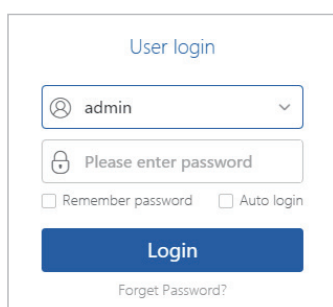 User login
admin
Please enter password
Remember password Auto login
Login
Forget Password?